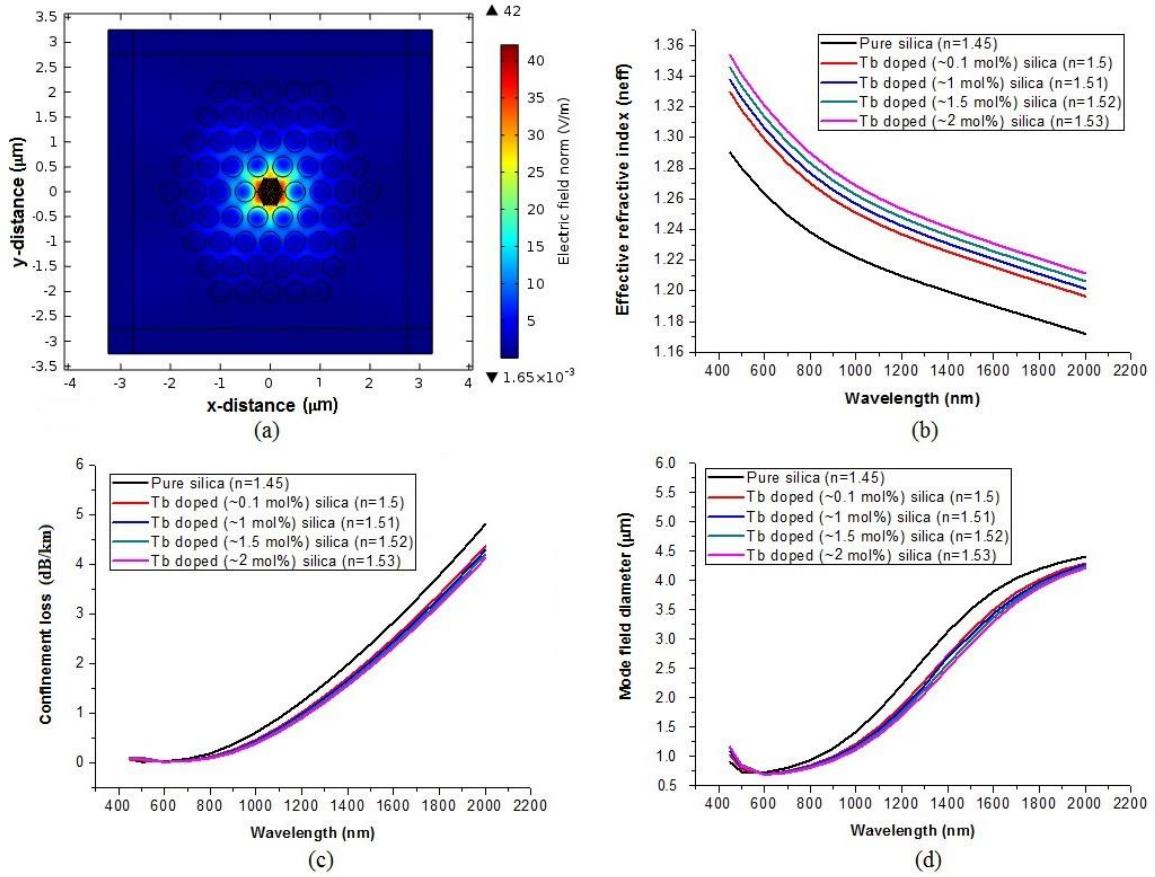 ▲ 42
3.5
3
2.5
2
1.5
1
0.5
0
-0.5
-1
-1.5
-2
-2.5
-3
-3.5
y-distance (μm)
-4 -3 -2 -1 0 1 2 3 4
x-distance (μm)
40
35
30
25
20
15
10
5
▼ 1.65×10⁻³
Electric field norm (V/m)
(a)
Effective refractive index (neff)
1.36
1.34
1.32
1.30
1.28
1.26
1.24
1.22
1.20
1.18
1.16
Pure silica (n=1.45)
Tb doped (~0.1 mol%) silica (n=1.5)
Tb doped (~1 mol%) silica (n=1.51)
Tb doped (~1.5 mol%) silica (n=1.52)
Tb doped (~2 mol%) silica (n=1.53)
400 600 800 1000 1200 1400 1600 1800 2000 2200
Wavelength (nm)
(b)
Confinement loss (dB/km)
6
5
4
3
2
1
0
Pure silica (n=1.45)
Tb doped (~0.1 mol%) silica (n=1.5)
Tb doped (~1 mol%) silica (n=1.51)
Tb doped (~1.5 mol%) silica (n=1.52)
Tb doped (~2 mol%) silica (n=1.53)
400 600 800 1000 1200 1400 1600 1800 2000 2200
Wavelength (nm)
(c)
Mode field diameter (μm)
6.0
5.5
5.0
4.5
4.0
3.5
3.0
2.5
2.0
1.5
1.0
0.5
Pure silica (n=1.45)
Tb doped (~0.1 mol%) silica (n=1.5)
Tb doped (~1 mol%) silica (n=1.51)
Tb doped (~1.5 mol%) silica (n=1.52)
Tb doped (~2 mol%) silica (n=1.53)
400 600 800 1000 1200 1400 1600 1800 2000 2200
Wavelength (nm)
(d)